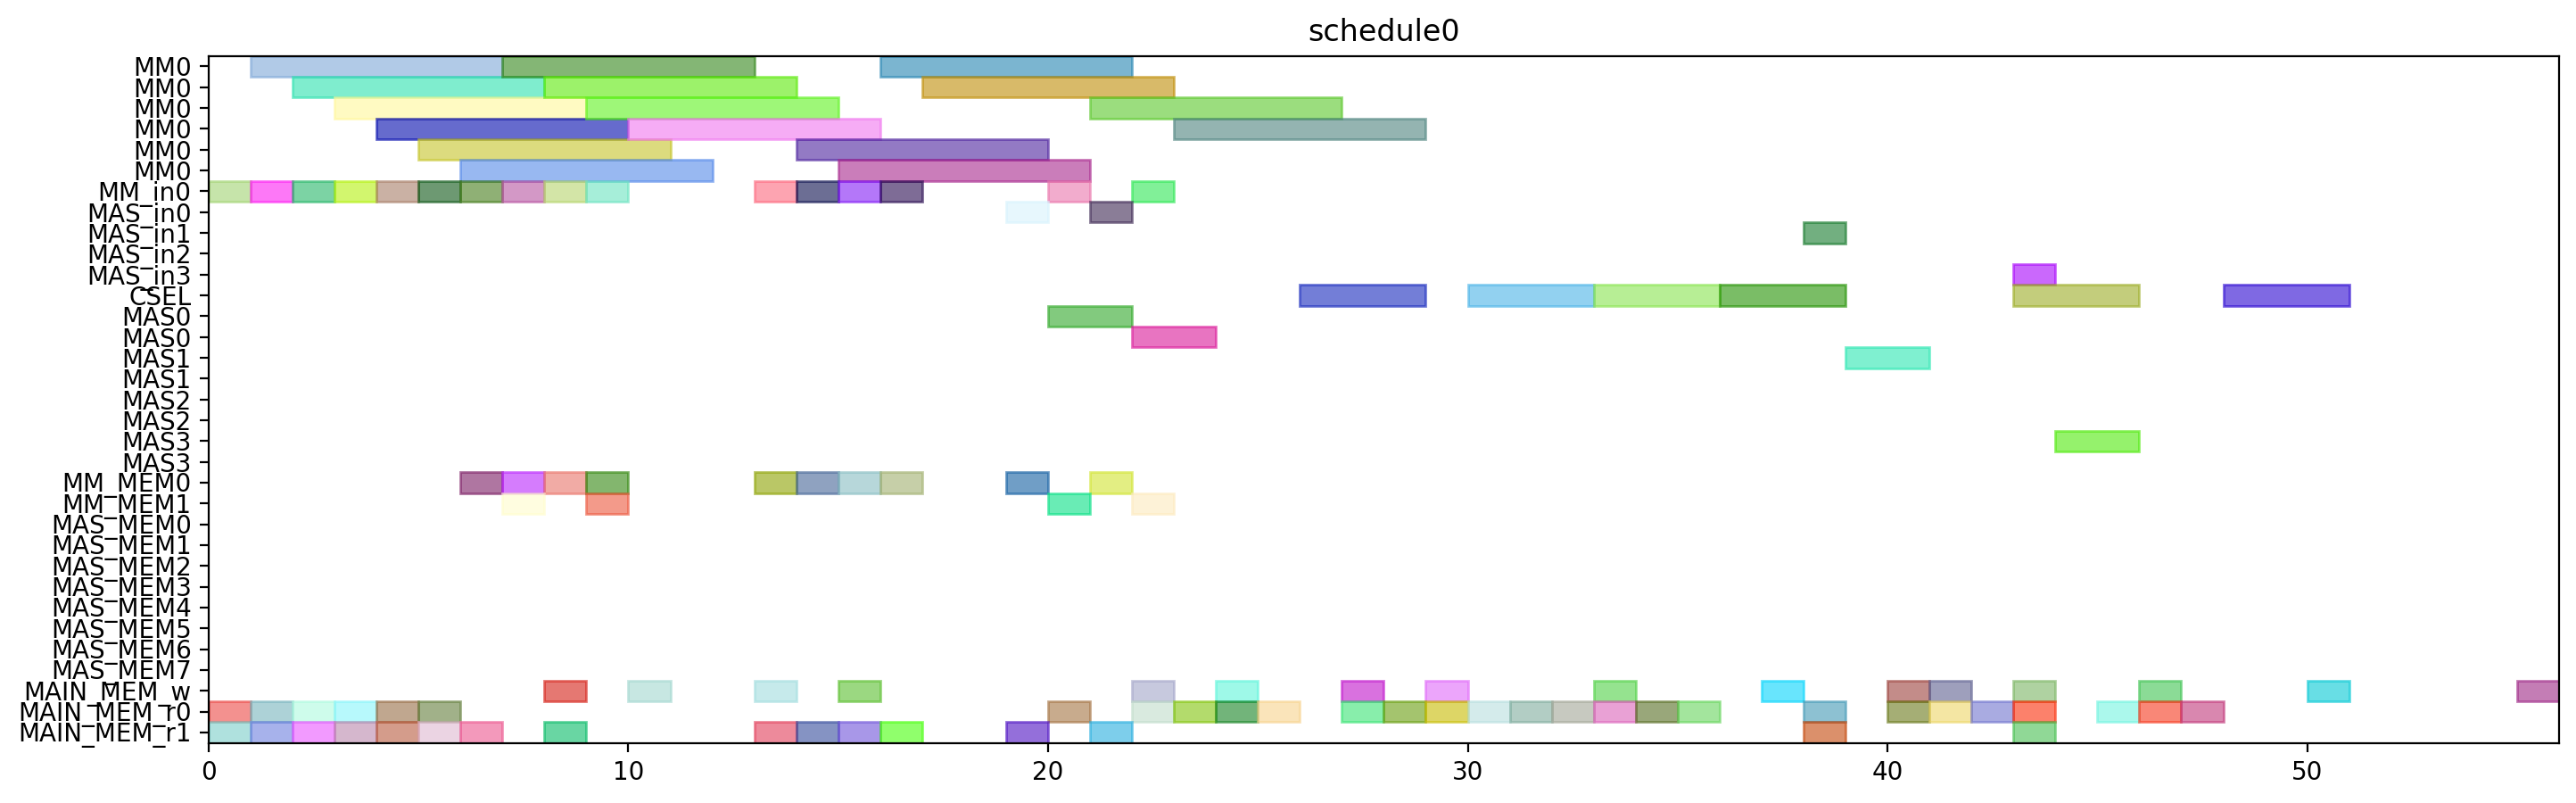 schedule0
MM0
MM0
MM0
MM0
MM0
MM0
MM_in0
MAS_in0
MAS_in1
MAS_in2
MAS_in3
CSEL
MAS0
MAS0
MAS1
MAS1
MAS2
MAS2
MAS3
MAS3
MM_MEM0
MM_MEM1
MAS_MEM0
MAS_MEM1
MAS_MEM2
MAS_MEM3
MAS_MEM4
MAS_MEM5
MAS_MEM6
MAS_MEM7
MAIN_MEM_w
MAIN_MEM_r0
MAIN_MEM_r1
0 10 20 30 40 50